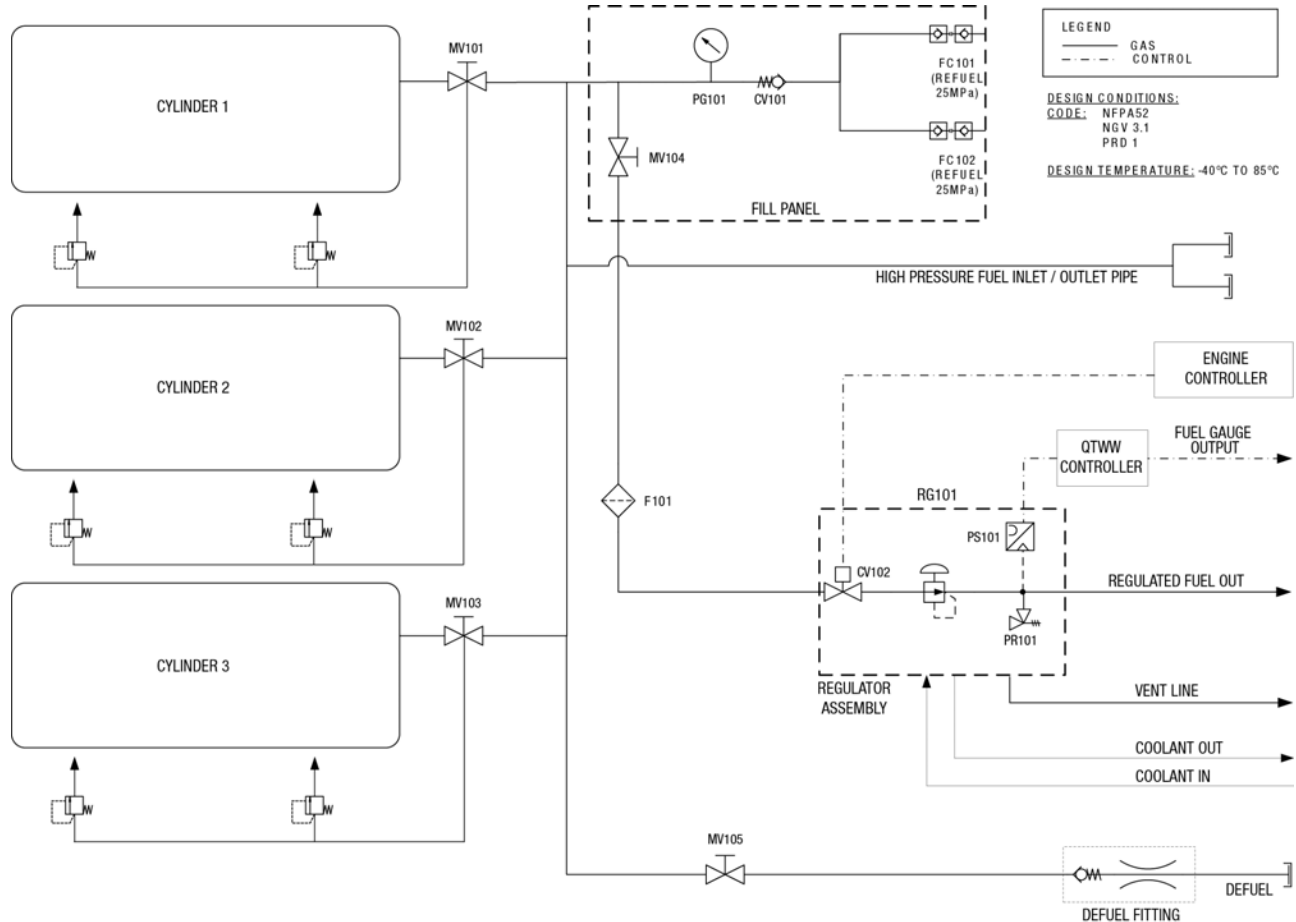 MV101
CYLINDER 1
PG101
CV101
FC101
(REFUEL
25MPa)
FC102
(REFUEL
25MPa)
MV104
FILL PANEL
LEGEND
GAS
CONTROL
DESIGN CONDITIONS:
CODE: NFPA52
NGV 3.1
PRD 1
DESIGN TEMPERATURE: -40°C TO 85°C
HIGH PRESSURE FUEL INLET / OUTLET PIPE
MV102
CYLINDER 2
ENGINE
CONTROLLER
QTWW
CONTROLLER
FUEL GAUGE
OUTPUT
F101
RG101
PS101
CV102
REGULATED FUEL OUT
PR101
MV103
CYLINDER 3
REGULATOR
ASSEMBLY
VENT LINE
COOLANT OUT
COOLANT IN
MV105
DEFUEL
DEFUEL FITTING